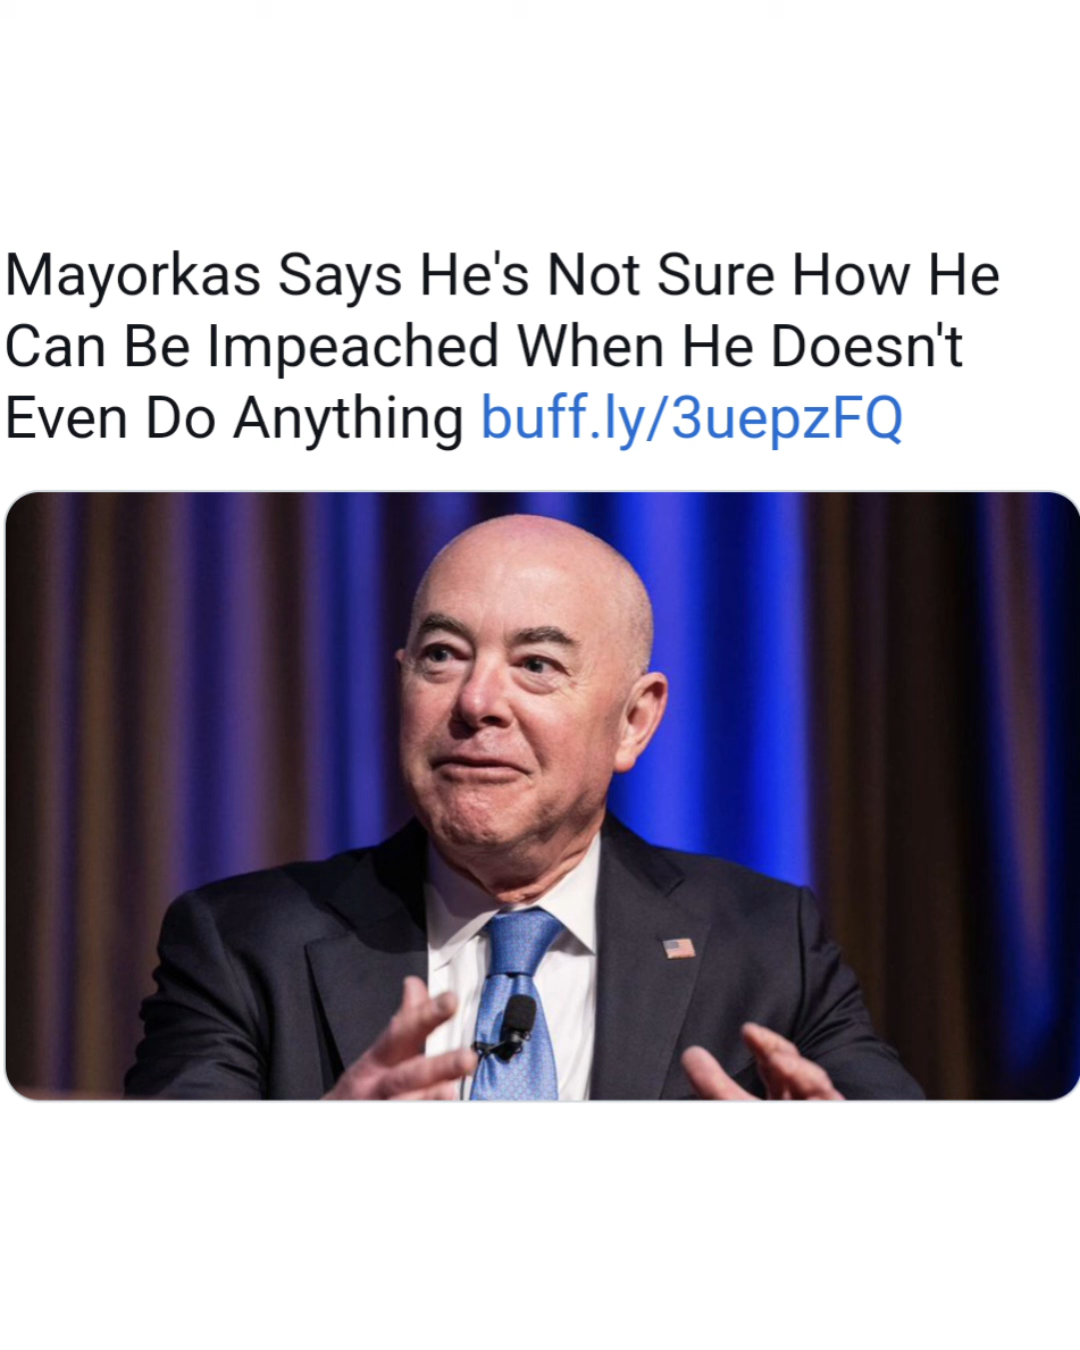 Mayorkas Says He's Not Sure How He
Can Be Impeached When He Doesn't
Even Do Anything buff.ly/3uepzFQ